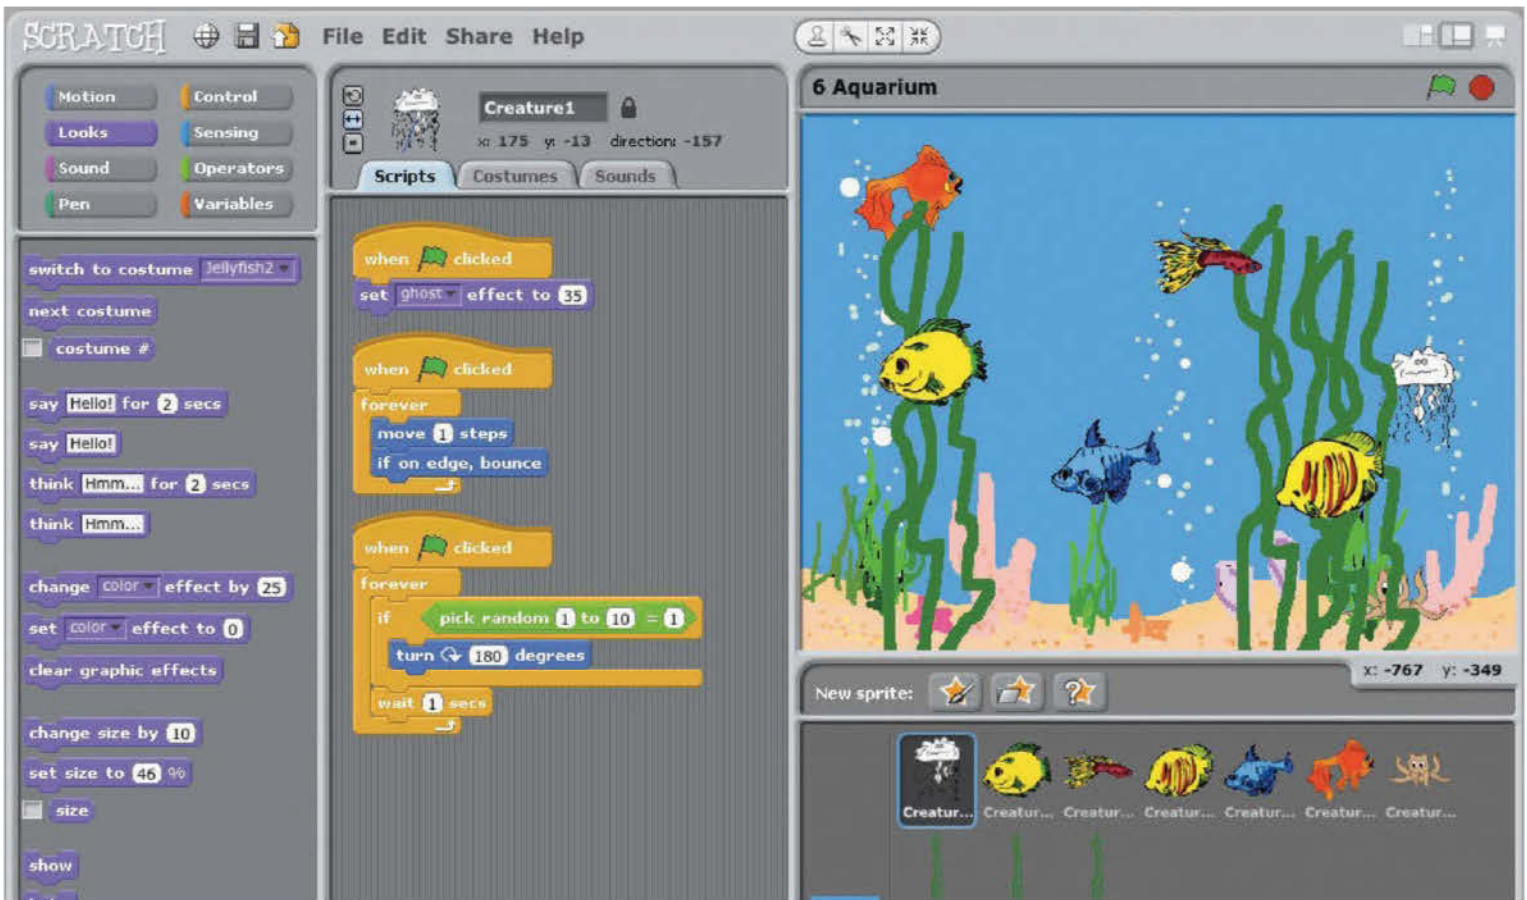 SCRATCH File Edit Share Help
Motion Control
Looks Sensing
Sound Operators
Pen Variables
switch to costume Jellyfish2
next costume
costume #
say Hello! for 2 secs
say Hello!
think Hmm... for 2 secs
think Hmm...
change color effect by 25
set color effect to 0
clear graphic effects
change size by 10
set size to 46 %
size
show
Creature1
x: 175 y: -13 direction: -157
Scripts Costumes Sounds
when clicked
set ghost effect to 35
when clicked
forever
move 1 steps
if on edge, bounce
when clicked
forever
if pick random 1 to 10 = 1
turn 180 degrees
wait 1 secs
6 Aquarium
x: -767 y: -349
New sprite:
Creatur... Creatur... Creatur... Creatur... Creatur... Creatur... Creatur...